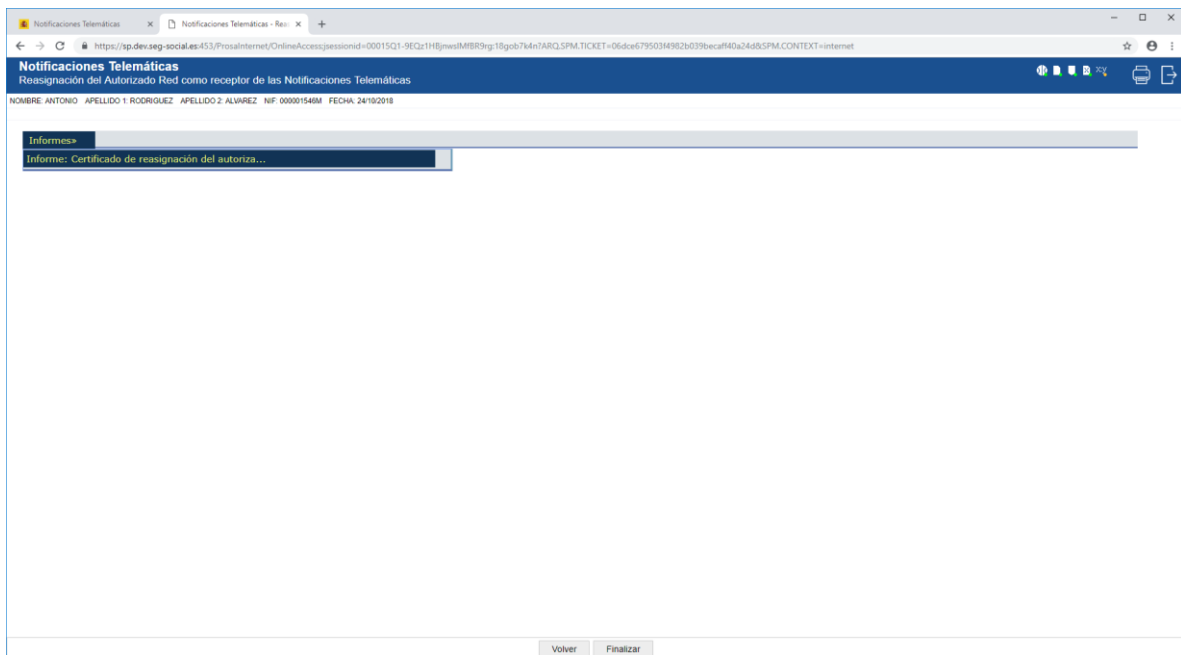 Notificaciones Telemáticas
Notificaciones Telemáticas - Rea:
https://sp.dev.seg-social.es:453/ProsaInternet/OnlineAccess;jsessionid=00015Q1-9EQz1HBjmwsIMfBR9rg:18gob7k4n?ARQ.SPM.TICKET=06dce679503f4982b039becaff40a24d&SPM.CONTEXT=internet
Notificaciones Telemáticas
Reasignación del Autorizado Red como receptor de las Notificaciones Telemáticas
NOMBRE: ANTONIO APELLIDO 1: RODRIGUEZ APELLIDO 2: ALVAREZ NIF: 000001546M FECHA: 24/10/2018
Informes»
Informe: Certificado de reasignación del autoriza...
Volver Finalizar